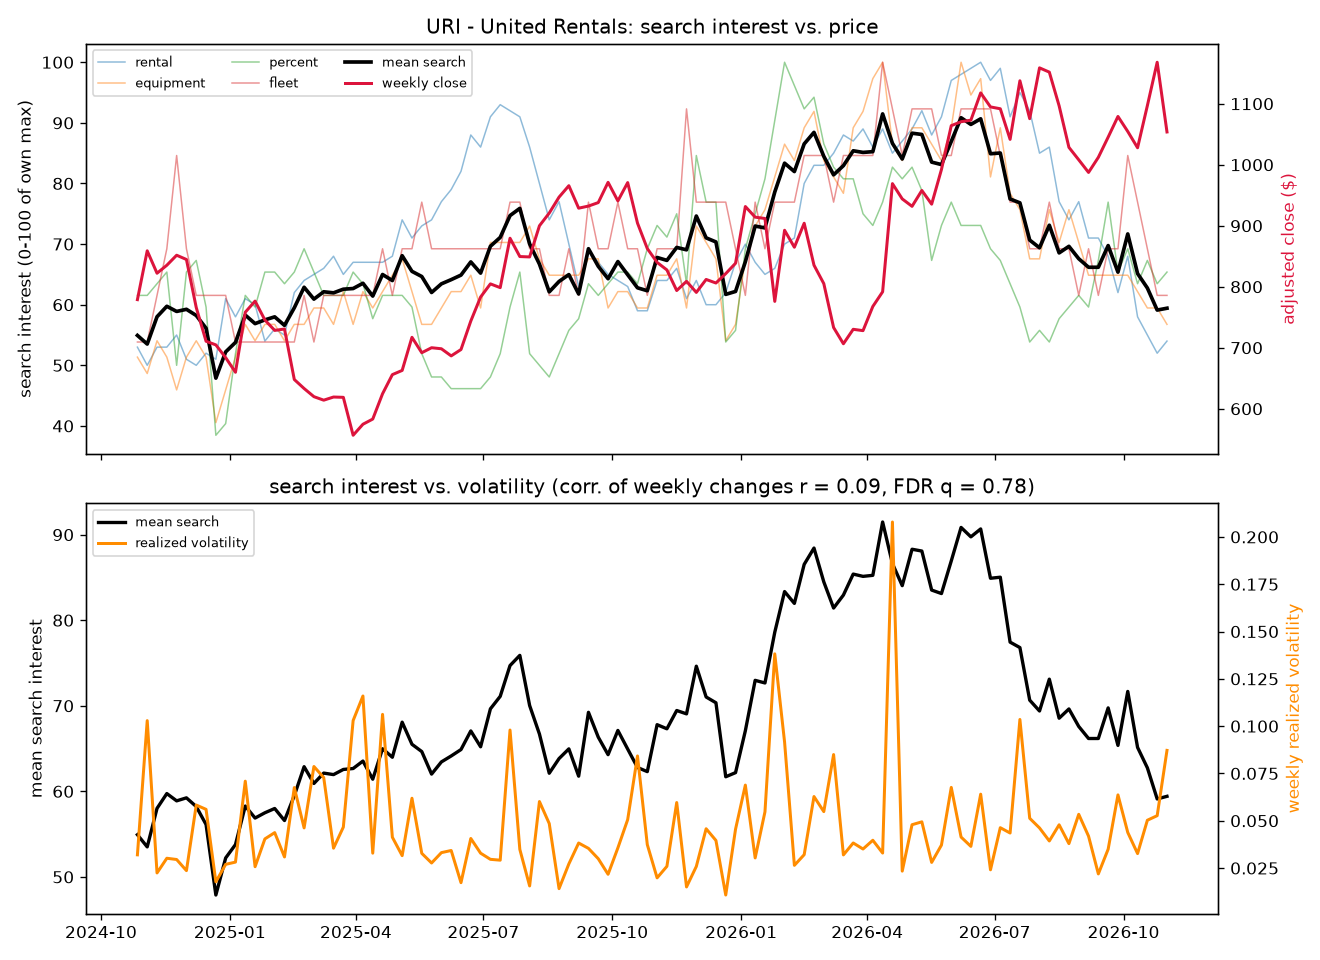 URI - United Rentals: search interest vs. price
rental
equipment
percent
fleet
mean search
weekly close
search interest (0-100 of own max)
100
90
80
70
60
50
40
adjusted close ($)
1100
1000
900
800
700
600
search interest vs. volatility (corr. of weekly changes r = 0.09, FDR q = 0.78)
mean search
realized volatility
mean search interest
90
80
70
60
50
weekly realized volatility
0.200
0.175
0.150
0.125
0.100
0.075
0.050
0.025
2024-10
2025-01
2025-04
2025-07
2025-10
2026-01
2026-04
2026-07
2026-10